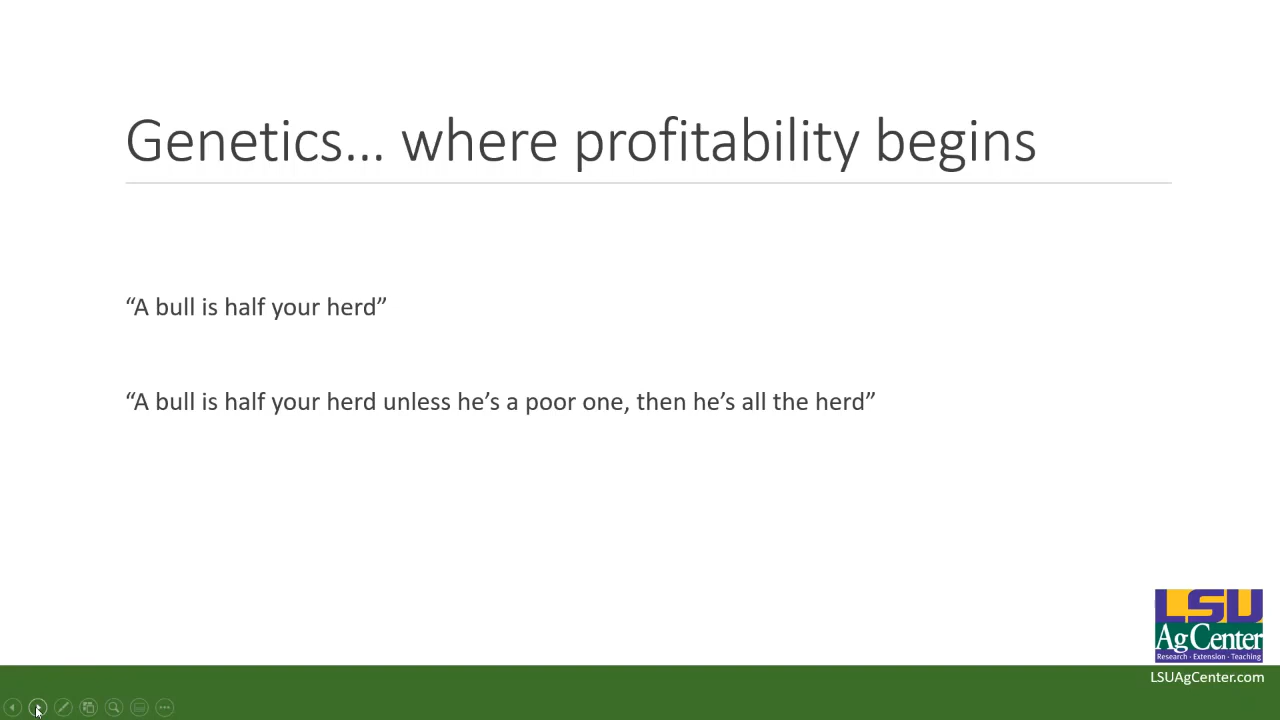 Genetics... where profitability begins
“A bull is half your herd”
“A bull is half your herd unless he’s a poor one, then he’s all the herd”
LSU
AgCenter
Research · Extension · Teaching
LSUAgCenter.com